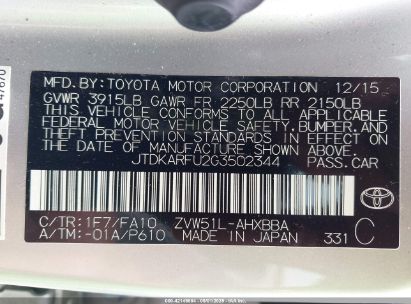 MFD.BY:TOYOTA MOTOR CORPORATION 12/15
GVWR 3915LB GAWR FR 2250LB RR 2150LB
THIS VEHICLE CONFORMS TO ALL APPLICABLE
FEDERAL MOTOR VEHICLE SAFETY,BUMPER,AND
THEFT PREVENTION STANDARDS IN EFFECT ON
THE DATE OF MANUFACTURE SHOWN ABOVE.
JTDKARFU2G3502344 PASS.CAR
C/TR:1F7/FA10 ZVW51L-AHXBBA
A/TM:-01A/P610 MADE IN JAPAN 331 C
TOYOTA
47670